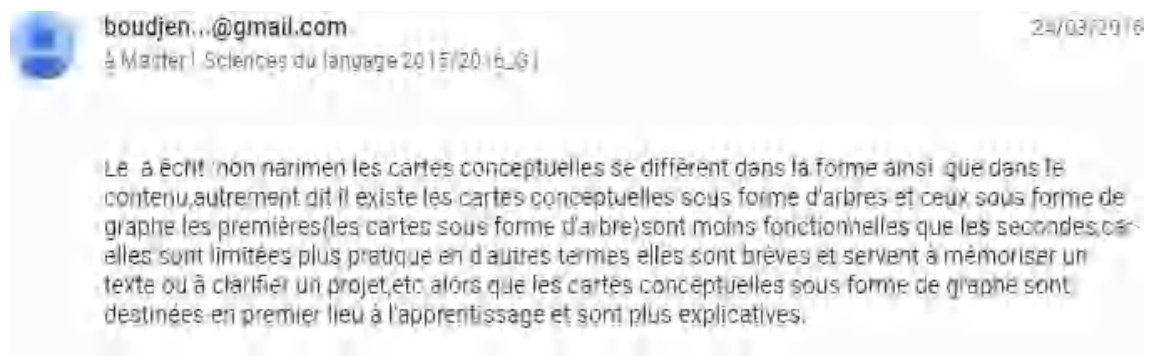 boudjen...@gmail.com 24/03/2016
à Master1 Sciences du langage 2015/2016_G1
Le a écrit :non narimen les cartes conceptuelles se diffèrent dans la forme ainsi que dans le
contenu,autrement dit il existe les cartes conceptuelles sous forme d'arbres et ceux sous forme de
graphe les premières(les cartes sous forme d'arbre)sont moins fonctionnelles que les secondes,car
elles sont limitées plus pratique en d'autres termes elles sont brèves et servent à mémoriser un
texte ou à clarifier un projet,etc alors que les cartes conceptuelles sous forme de graphe sont
destinées en premier lieu à l'apprentissage et sont plus explicatives.